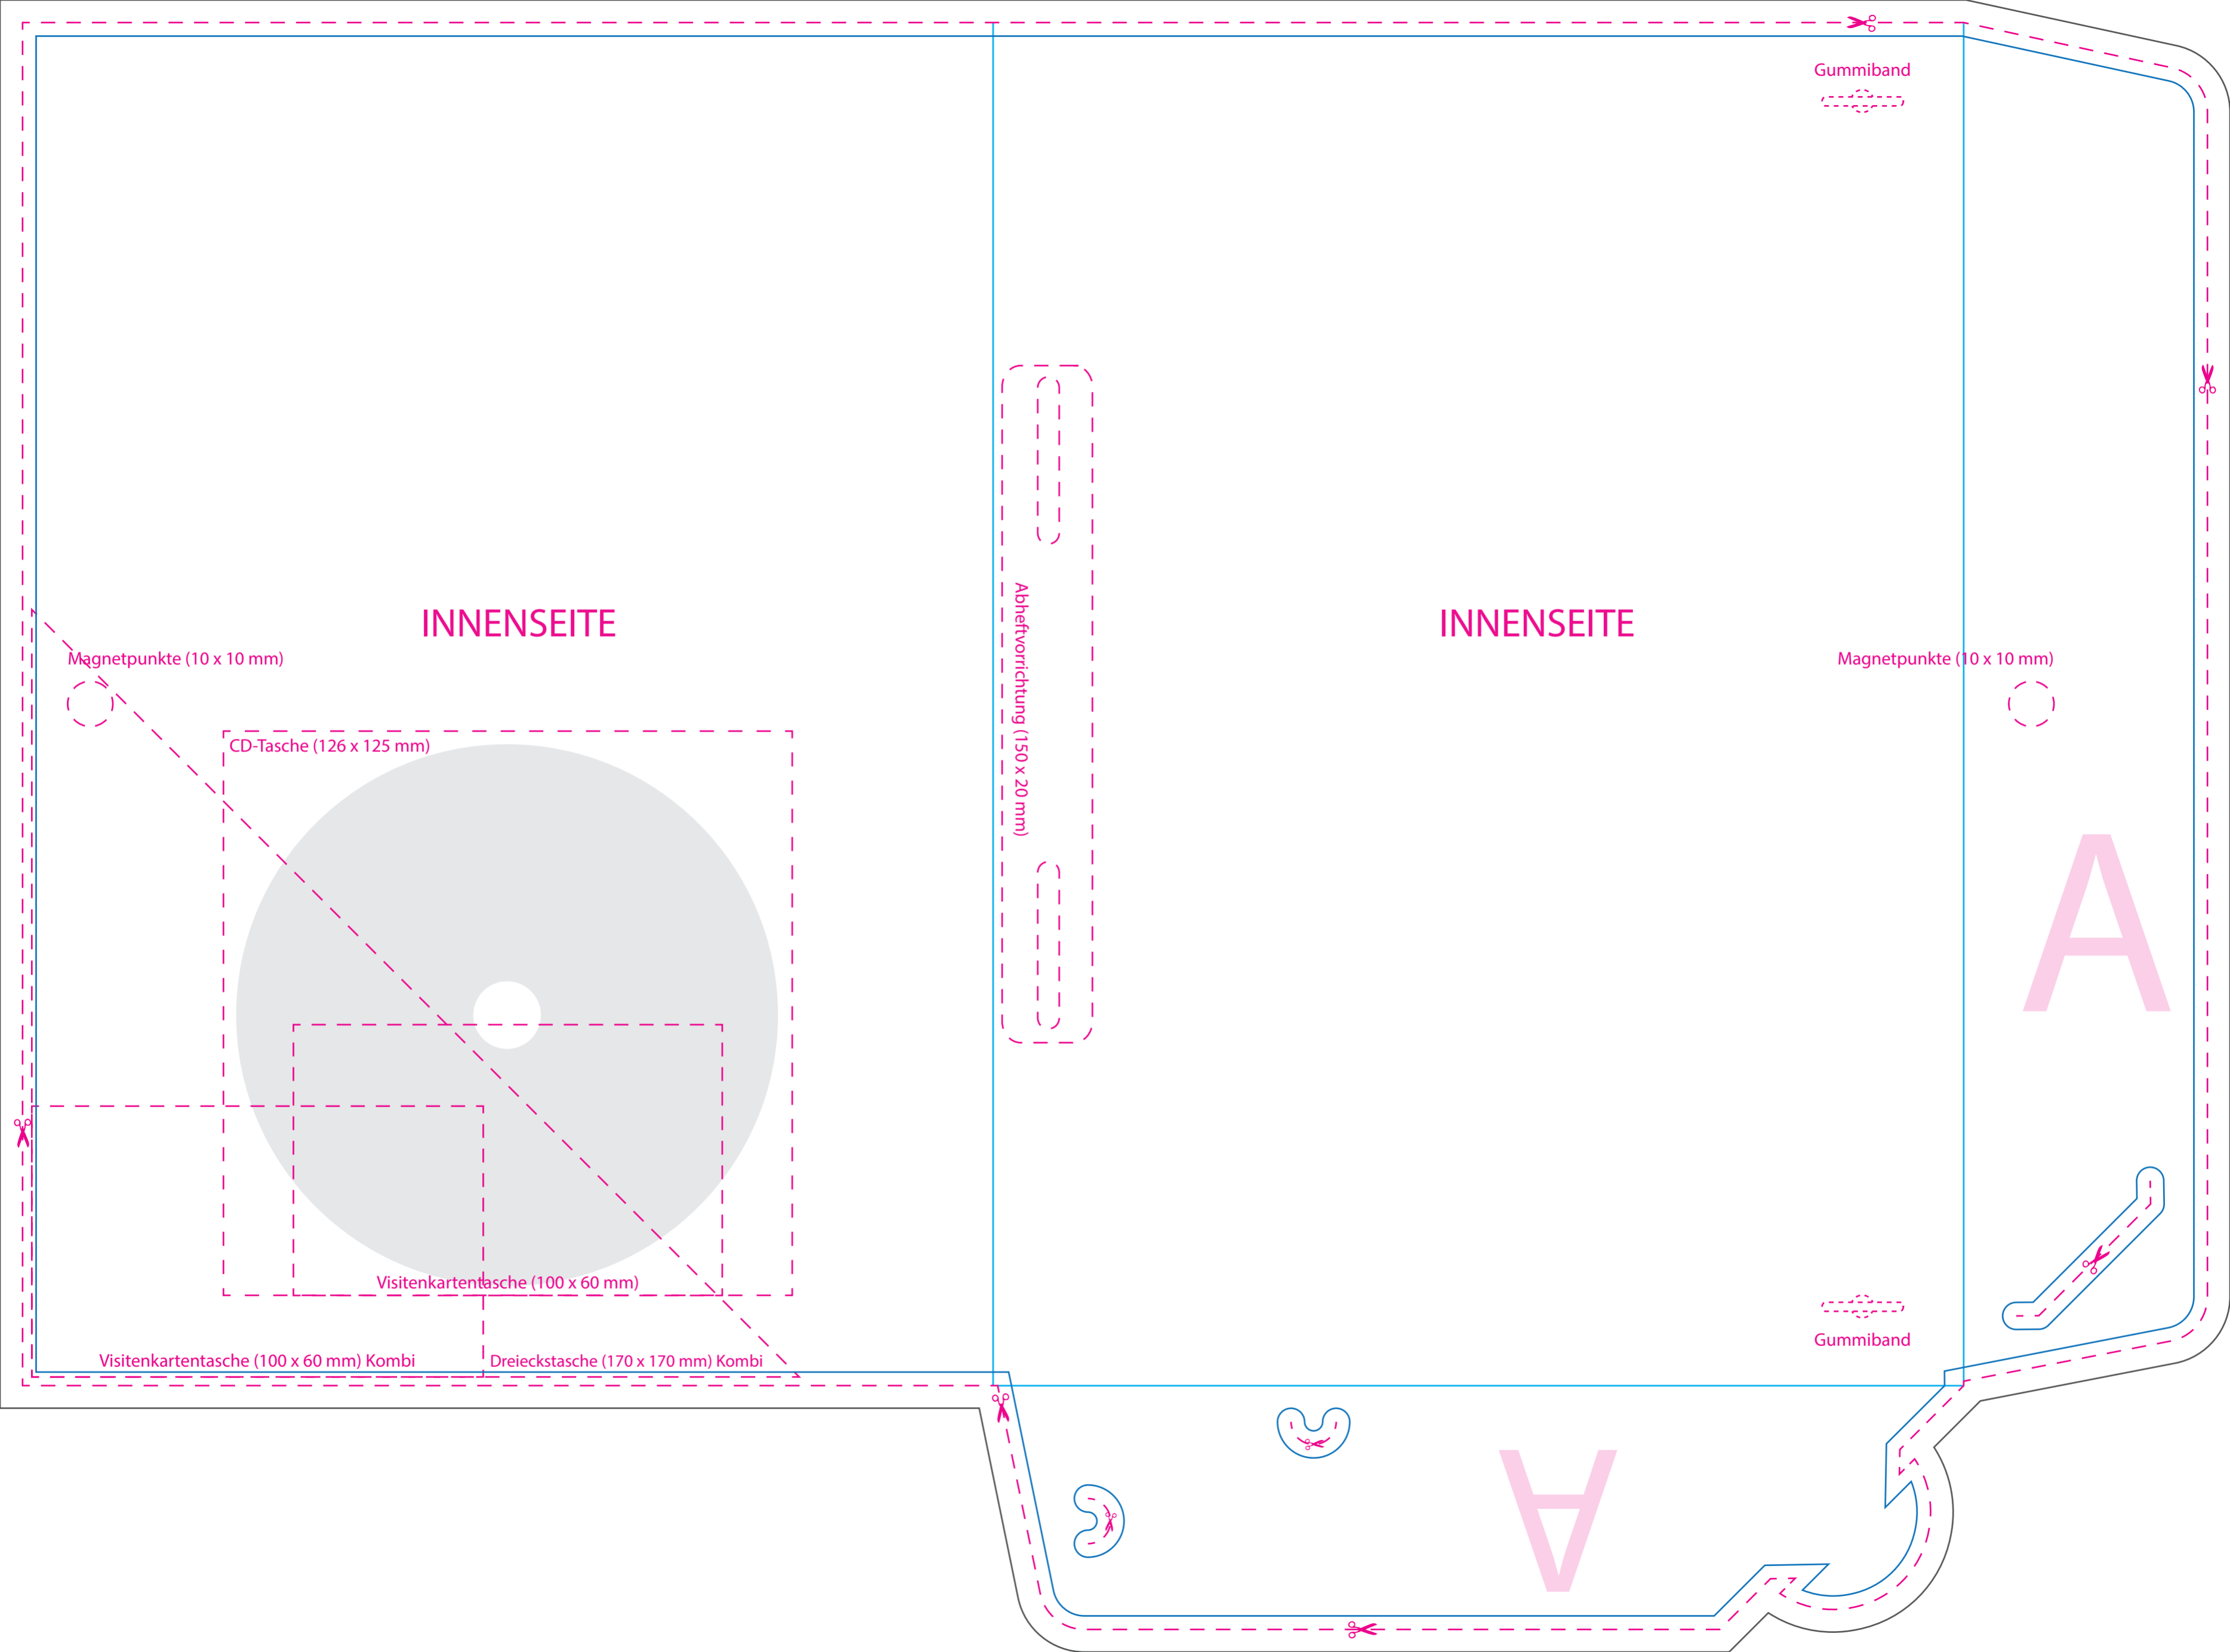 Gummiband
INNENSEITE
INNENSEITE
Abheftvorrichtung (150 x 20 mm)
Magnetpunkte (10 x 10 mm)
Magnetpunkte (10 x 10 mm)
CD-Tasche (126 x 125 mm)
A
Visitenkartentasche (100 x 60 mm)
Gummiband
Visitenkartentasche (100 x 60 mm) Kombi
Dreieckstasche (170 x 170 mm) Kombi
A